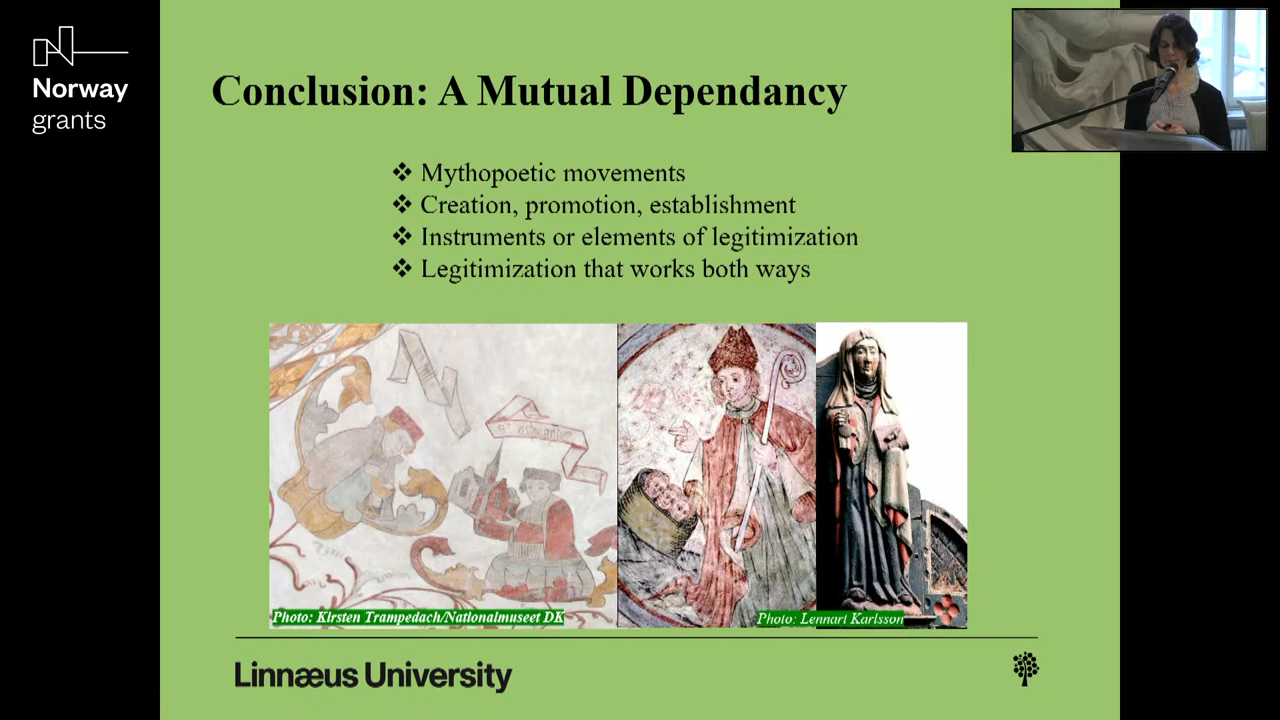 Norway
grants
Conclusion: A Mutual Dependancy
❖ Mythopoetic movements
❖ Creation, promotion, establishment
❖ Instruments or elements of legitimization
❖ Legitimization that works both ways
Photo: Kirsten Trampedach/Nationalmuseet DK
Photo: Lennart Karlsson
Linnæus University